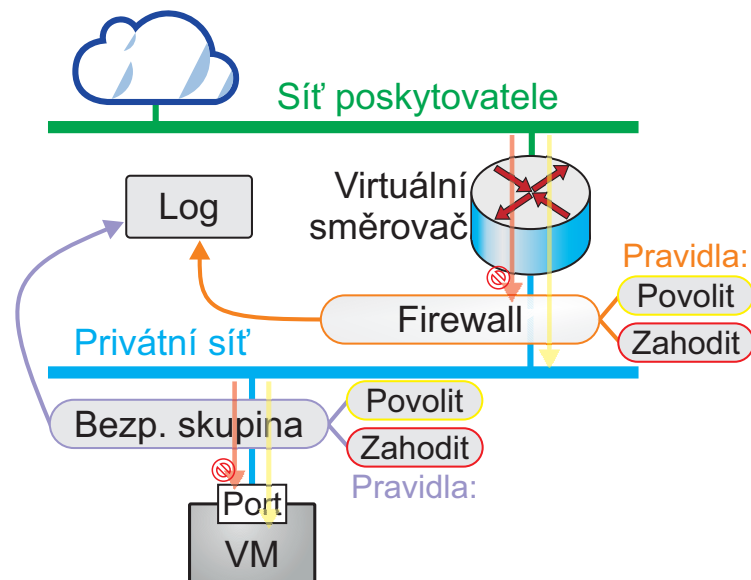 Síť poskytovatele
Virtuální
směrovač
Log
Pravidla:
Povolit
Firewall
Zahodit
Privátní síť
Povolit
Bezp. skupina
Zahodit
Pravidla:
Port
VM